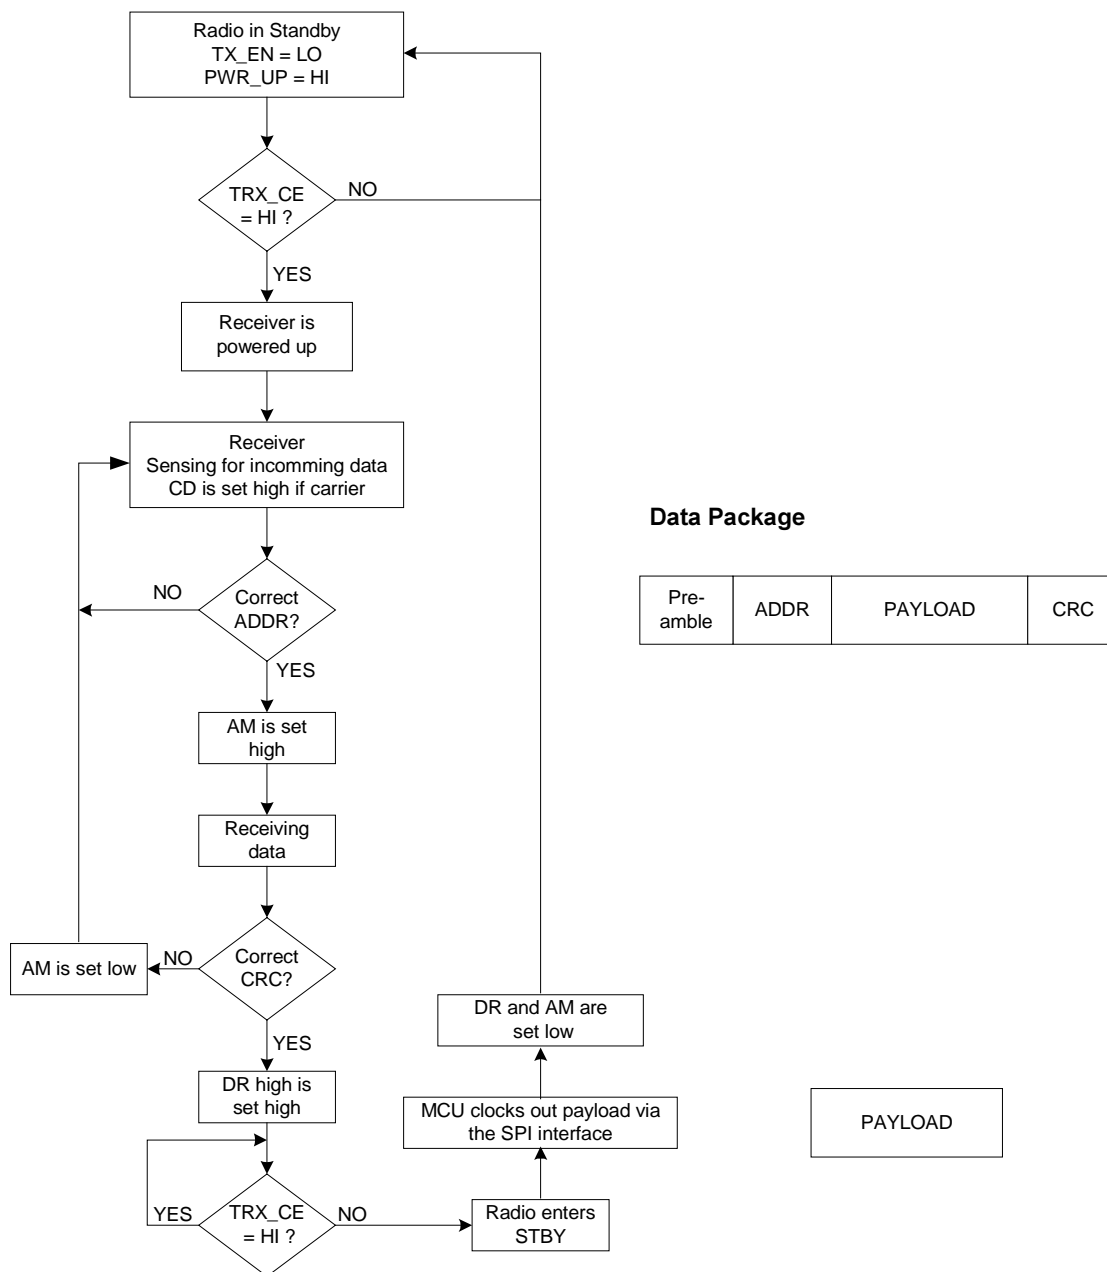 Radio in Standby
TX_EN = LO
PWR_UP = HI
TRX_CE
= HI ?
NO
YES
Receiver is
powered up
Receiver
Sensing for incomming data
CD is set high if carrier
Data Package
NO
Correct
ADDR?
Pre-
amble
ADDR
PAYLOAD
CRC
YES
AM is set
high
Receiving
data
Correct
CRC?
NO
AM is set low
YES
DR and AM are
set low
DR high is
set high
MCU clocks out payload via
the SPI interface
PAYLOAD
TRX_CE
= HI ?
YES
NO
Radio enters
STBY